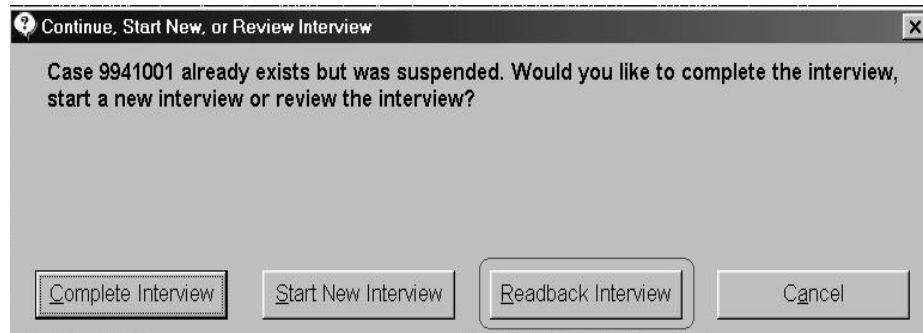 Continue, Start New, or Review Interview
Case 9941001 already exists but was suspended. Would you like to complete the interview,
start a new interview or review the interview?
Complete Interview
Start New Interview
Readback Interview
Cancel